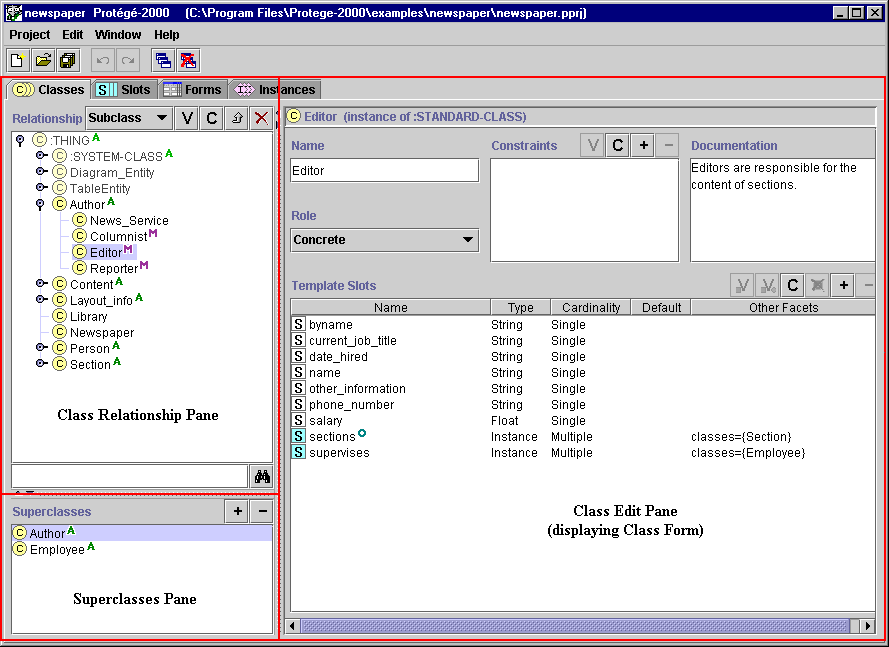 newspaper Protégé-2000 (C:\Program Files\Protege-2000\examples\newspaper\newspaper.pprj)
Project Edit Window Help
C Classes S Slots Forms Instances
Relationship Subclass V C
C :THING A
C :SYSTEM-CLASS A
C Diagram_Entity
C TableEntity
C Author A
C News_Service
C Columnist M
C Editor M
C Reporter M
C Content A
C Layout_info A
C Library
C Newspaper
C Person A
C Section A
Class Relationship Pane
Superclasses + −
C Author A
C Employee A
Superclasses Pane
C Editor (instance of :STANDARD-CLASS)
Name
Editor
Role
Concrete
Constraints V C + −
Documentation
Editors are responsible for the
content of sections.
Template Slots V V C + −
Name Type Cardinality Default Other Facets
S byname String Single
S current_job_title String Single
S date_hired String Single
S name String Single
S other_information String Single
S phone_number String Single
S salary Float Single
S sections Instance Multiple classes={Section}
S supervises Instance Multiple classes={Employee}
Class Edit Pane
(displaying Class Form)